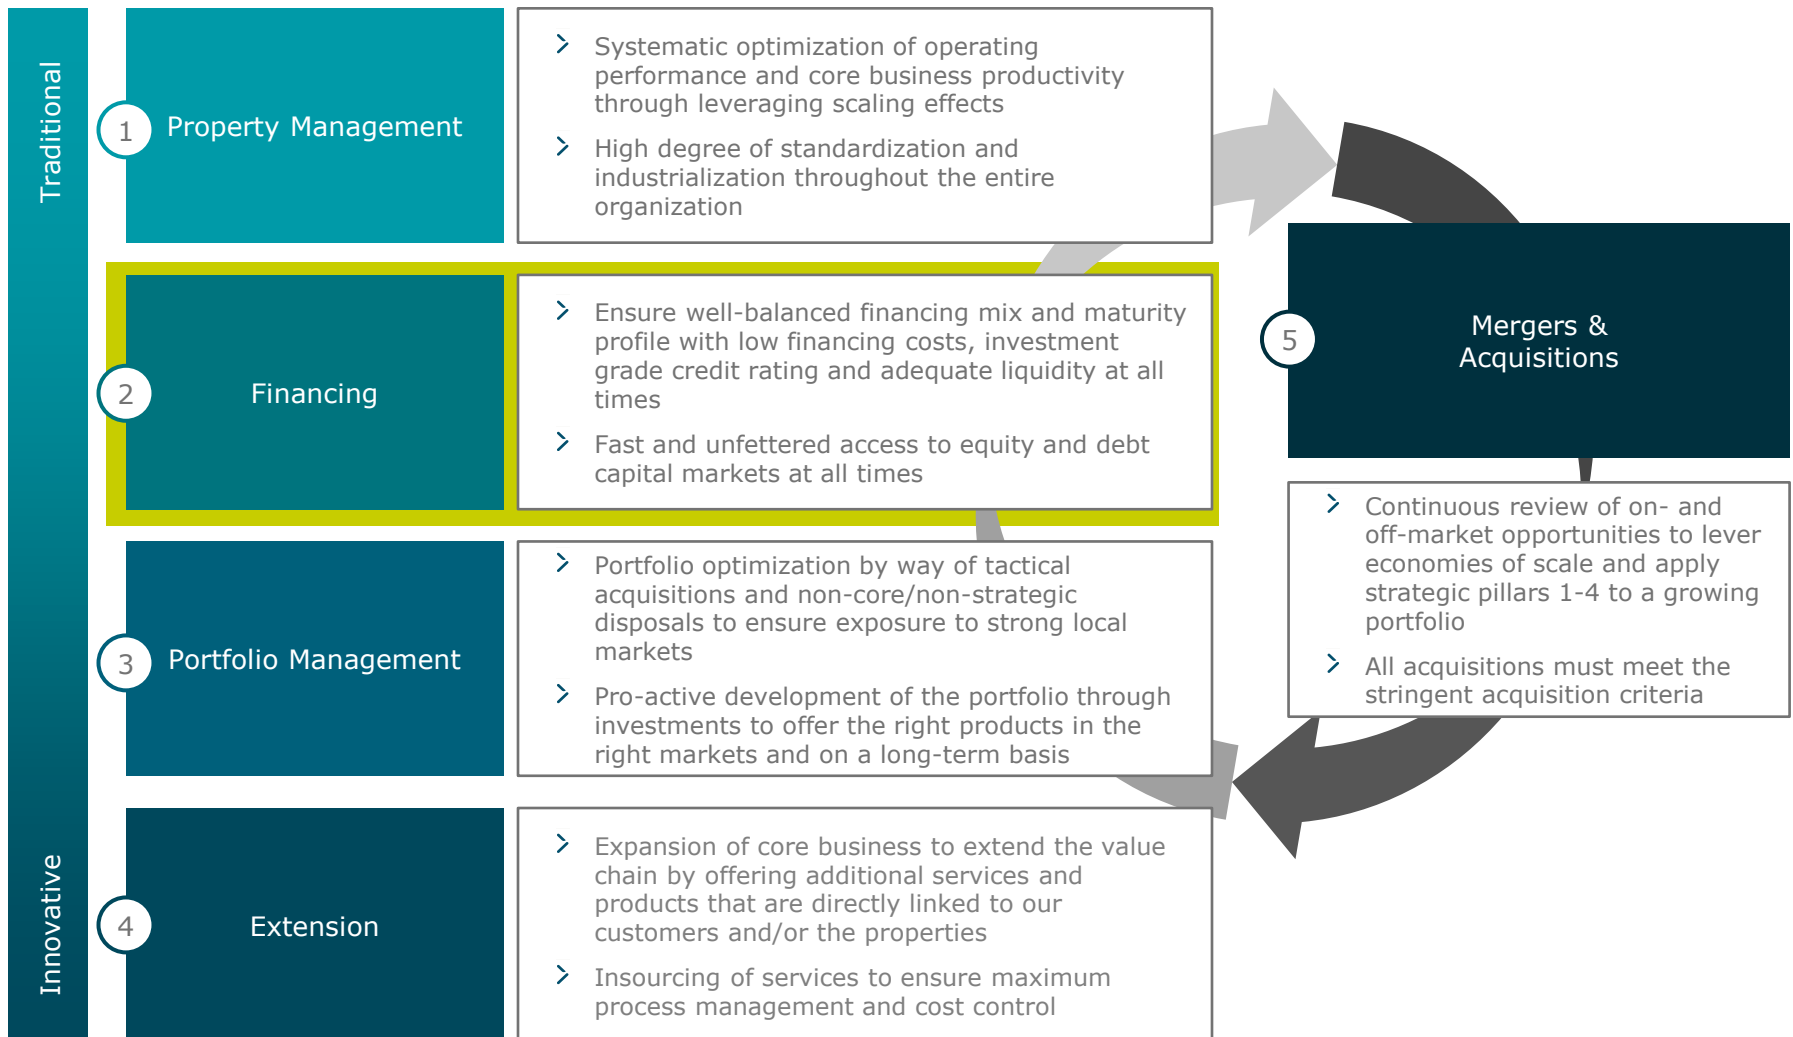 Traditional
1
Property Management
Systematic optimization of operating
performance and core business productivity
through leveraging scaling effects
High degree of standardization and
industrialization throughout the entire
organization
2
Financing
Ensure well-balanced financing mix and maturity
profile with low financing costs, investment
grade credit rating and adequate liquidity at all
times
Fast and unfettered access to equity and debt
capital markets at all times
3
Portfolio Management
Portfolio optimization by way of tactical
acquisitions and non-core/non-strategic
disposals to ensure exposure to strong local
markets
Pro-active development of the portfolio through
investments to offer the right products in the
right markets and on a long-term basis
Innovative
4
Extension
Expansion of core business to extend the value
chain by offering additional services and
products that are directly linked to our
customers and/or the properties
Insourcing of services to ensure maximum
process management and cost control
5
Mergers &
Acquisitions
Continuous review of on- and
off-market opportunities to lever
economies of scale and apply
strategic pillars 1-4 to a growing
portfolio
All acquisitions must meet the
stringent acquisition criteria